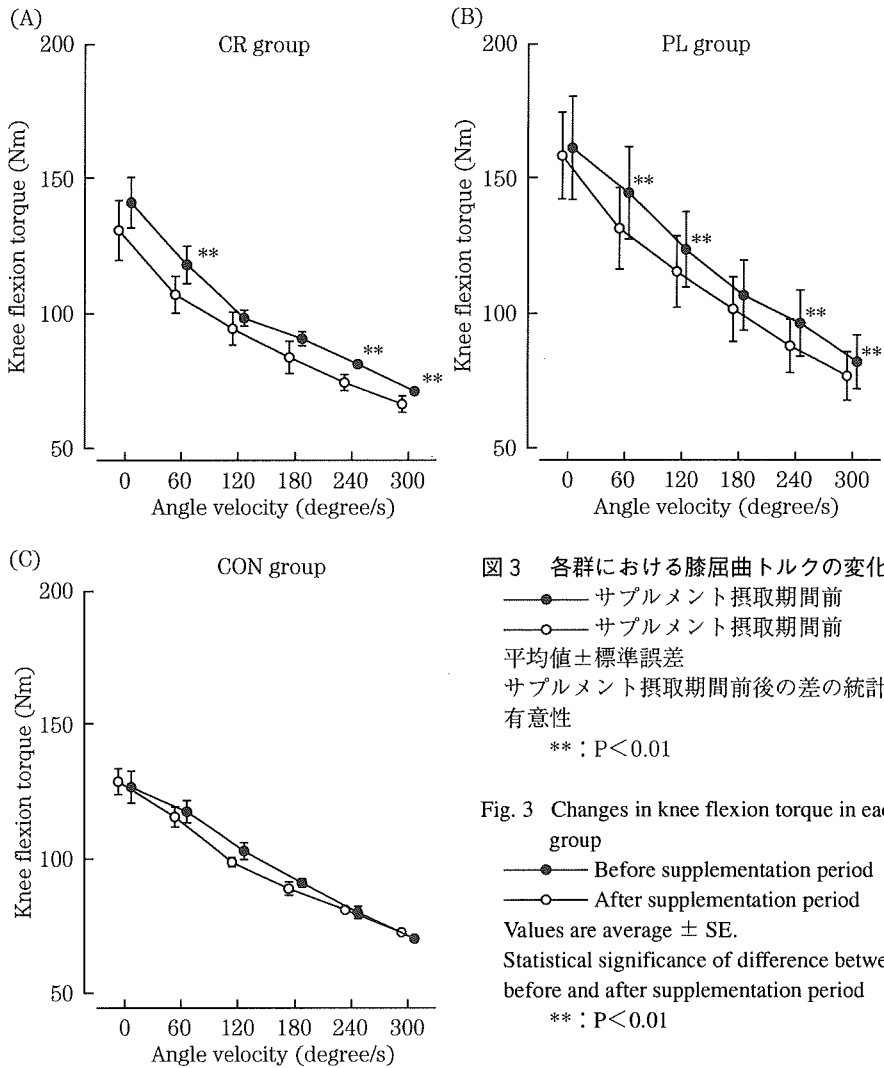 (A)
CR group
200
150
100
50
Knee flexion torque (Nm)
**
**
**
0 60 120 180 240 300
Angle velocity (degree/s)
(B)
PL group
200
150
100
50
Knee flexion torque (Nm)
**
**
**
**
0 60 120 180 240 300
Angle velocity (degree/s)
(C)
CON group
200
150
100
50
Knee flexion torque (Nm)
0 60 120 180 240 300
Angle velocity (degree/s)
図3 各群における膝屈曲トルクの変化
サプルメント摂取期間前
サプルメント摂取期間前
平均値±標準誤差
サプルメント摂取期間前後の差の統計
有意性
**:P<0.01
Fig. 3 Changes in knee flexion torque in eac
group
Before supplementation period
After supplementation period
Values are average ± SE.
Statistical significance of difference betwe
before and after supplementation period
**:P<0.01